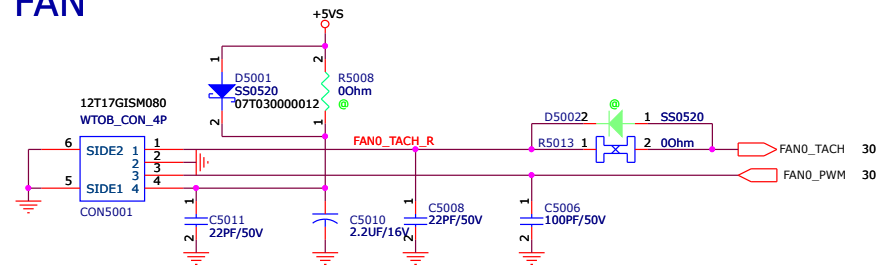 FAN
+5VS
1
2
D5001
SS0520
07T030000012
2
1
R5008
0Ohm
@
12T17GISM080
WTOB_CON_4P
6
5
SIDE2
SIDE1
1
2
3
4
1
2
3
4
CON5001
FAN0_TACH_R
D5002
2
@
1
SS0520
R5013
1
2
0Ohm
FAN0_TACH
30
FAN0_PWM
30
1
2
C5011
22PF/50V
C5010
2.2UF/16V
1
2
C5008
22PF/50V
1
2
C5006
100PF/50V